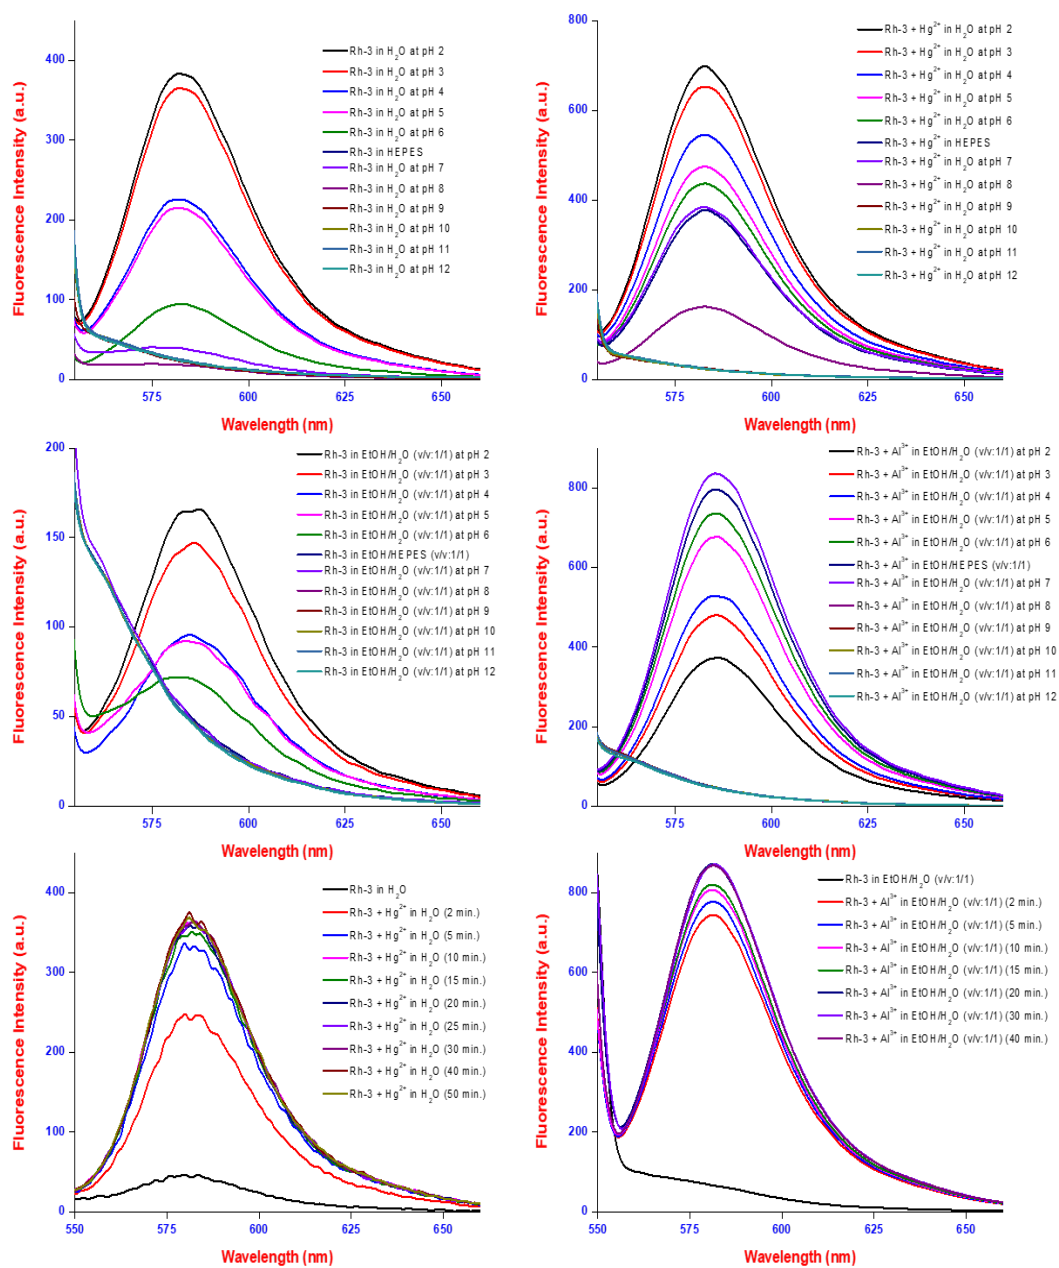 Fluorescence Intensity (a.u.)
400
300
200
100
0
575
600
625
650
Wavelength (nm)
Rh-3 in H₂O at pH 2
Rh-3 in H₂O at pH 3
Rh-3 in H₂O at pH 4
Rh-3 in H₂O at pH 5
Rh-3 in H₂O at pH 6
Rh-3 in HEPES
Rh-3 in H₂O at pH 7
Rh-3 in H₂O at pH 8
Rh-3 in H₂O at pH 9
Rh-3 in H₂O at pH 10
Rh-3 in H₂O at pH 11
Rh-3 in H₂O at pH 12
Fluorescence Intensity (a.u.)
800
600
400
200
0
575
600
625
650
Wavelength (nm)
Rh-3 + Hg²⁺ in H₂O at pH 2
Rh-3 + Hg²⁺ in H₂O at pH 3
Rh-3 + Hg²⁺ in H₂O at pH 4
Rh-3 + Hg²⁺ in H₂O at pH 5
Rh-3 + Hg²⁺ in H₂O at pH 6
Rh-3 + Hg²⁺ in HEPES
Rh-3 + Hg²⁺ in H₂O at pH 7
Rh-3 + Hg²⁺ in H₂O at pH 8
Rh-3 + Hg²⁺ in H₂O at pH 9
Rh-3 + Hg²⁺ in H₂O at pH 10
Rh-3 + Hg²⁺ in H₂O at pH 11
Rh-3 + Hg²⁺ in H₂O at pH 12
Fluorescence Intensity (a.u.)
200
150
100
50
0
575
600
625
650
Wavelength (nm)
Rh-3 in EtOH/H₂O (v/v:1/1) at pH 2
Rh-3 in EtOH/H₂O (v/v:1/1) at pH 3
Rh-3 in EtOH/H₂O (v/v:1/1) at pH 4
Rh-3 in EtOH/H₂O (v/v:1/1) at pH 5
Rh-3 in EtOH/H₂O (v/v:1/1) at pH 6
Rh-3 in EtOH/HEPES (v/v:1/1)
Rh-3 in EtOH/H₂O (v/v:1/1) at pH 7
Rh-3 in EtOH/H₂O (v/v:1/1) at pH 8
Rh-3 in EtOH/H₂O (v/v:1/1) at pH 9
Rh-3 in EtOH/H₂O (v/v:1/1) at pH 10
Rh-3 in EtOH/H₂O (v/v:1/1) at pH 11
Rh-3 in EtOH/H₂O (v/v:1/1) at pH 12
Fluorescence Intensity (a.u.)
800
600
400
200
0
575
600
625
650
Wavelength (nm)
Rh-3 + Al³⁺ in EtOH/H₂O (v/v:1/1) at pH 2
Rh-3 + Al³⁺ in EtOH/H₂O (v/v:1/1) at pH 3
Rh-3 + Al³⁺ in EtOH/H₂O (v/v:1/1) at pH 4
Rh-3 + Al³⁺ in EtOH/H₂O (v/v:1/1) at pH 5
Rh-3 + Al³⁺ in EtOH/H₂O (v/v:1/1) at pH 6
Rh-3 + Al³⁺ in EtOH/HEPES (v/v:1/1)
Rh-3 + Al³⁺ in EtOH/H₂O (v/v:1/1) at pH 7
Rh-3 + Al³⁺ in EtOH/H₂O (v/v:1/1) at pH 8
Rh-3 + Al³⁺ in EtOH/H₂O (v/v:1/1) at pH 9
Rh-3 + Al³⁺ in EtOH/H₂O (v/v:1/1) at pH 10
Rh-3 + Al³⁺ in EtOH/H₂O (v/v:1/1) at pH 11
Rh-3 + Al³⁺ in EtOH/H₂O (v/v:1/1) at pH 12
Fluorescence Intensity (a.u.)
400
300
200
100
0
550
575
600
625
650
Wavelength (nm)
Rh-3 in H₂O
Rh-3 + Hg²⁺ in H₂O (2 min.)
Rh-3 + Hg²⁺ in H₂O (5 min.)
Rh-3 + Hg²⁺ in H₂O (10 min.)
Rh-3 + Hg²⁺ in H₂O (15 min.)
Rh-3 + Hg²⁺ in H₂O (20 min.)
Rh-3 + Hg²⁺ in H₂O (25 min.)
Rh-3 + Hg²⁺ in H₂O (30 min.)
Rh-3 + Hg²⁺ in H₂O (40 min.)
Rh-3 + Hg²⁺ in H₂O (50 min.)
Fluorescence Intensity (a.u.)
800
600
400
200
0
550
575
600
625
650
Wavelength (nm)
Rh-3 in EtOH/H₂O (v/v:1/1)
Rh-3 + Al³⁺ in EtOH/H₂O (v/v:1/1) (2 min.)
Rh-3 + Al³⁺ in EtOH/H₂O (v/v:1/1) (5 min.)
Rh-3 + Al³⁺ in EtOH/H₂O (v/v:1/1) (10 min.)
Rh-3 + Al³⁺ in EtOH/H₂O (v/v:1/1) (15 min.)
Rh-3 + Al³⁺ in EtOH/H₂O (v/v:1/1) (20 min.)
Rh-3 + Al³⁺ in EtOH/H₂O (v/v:1/1) (30 min.)
Rh-3 + Al³⁺ in EtOH/H₂O (v/v:1/1) (40 min.)